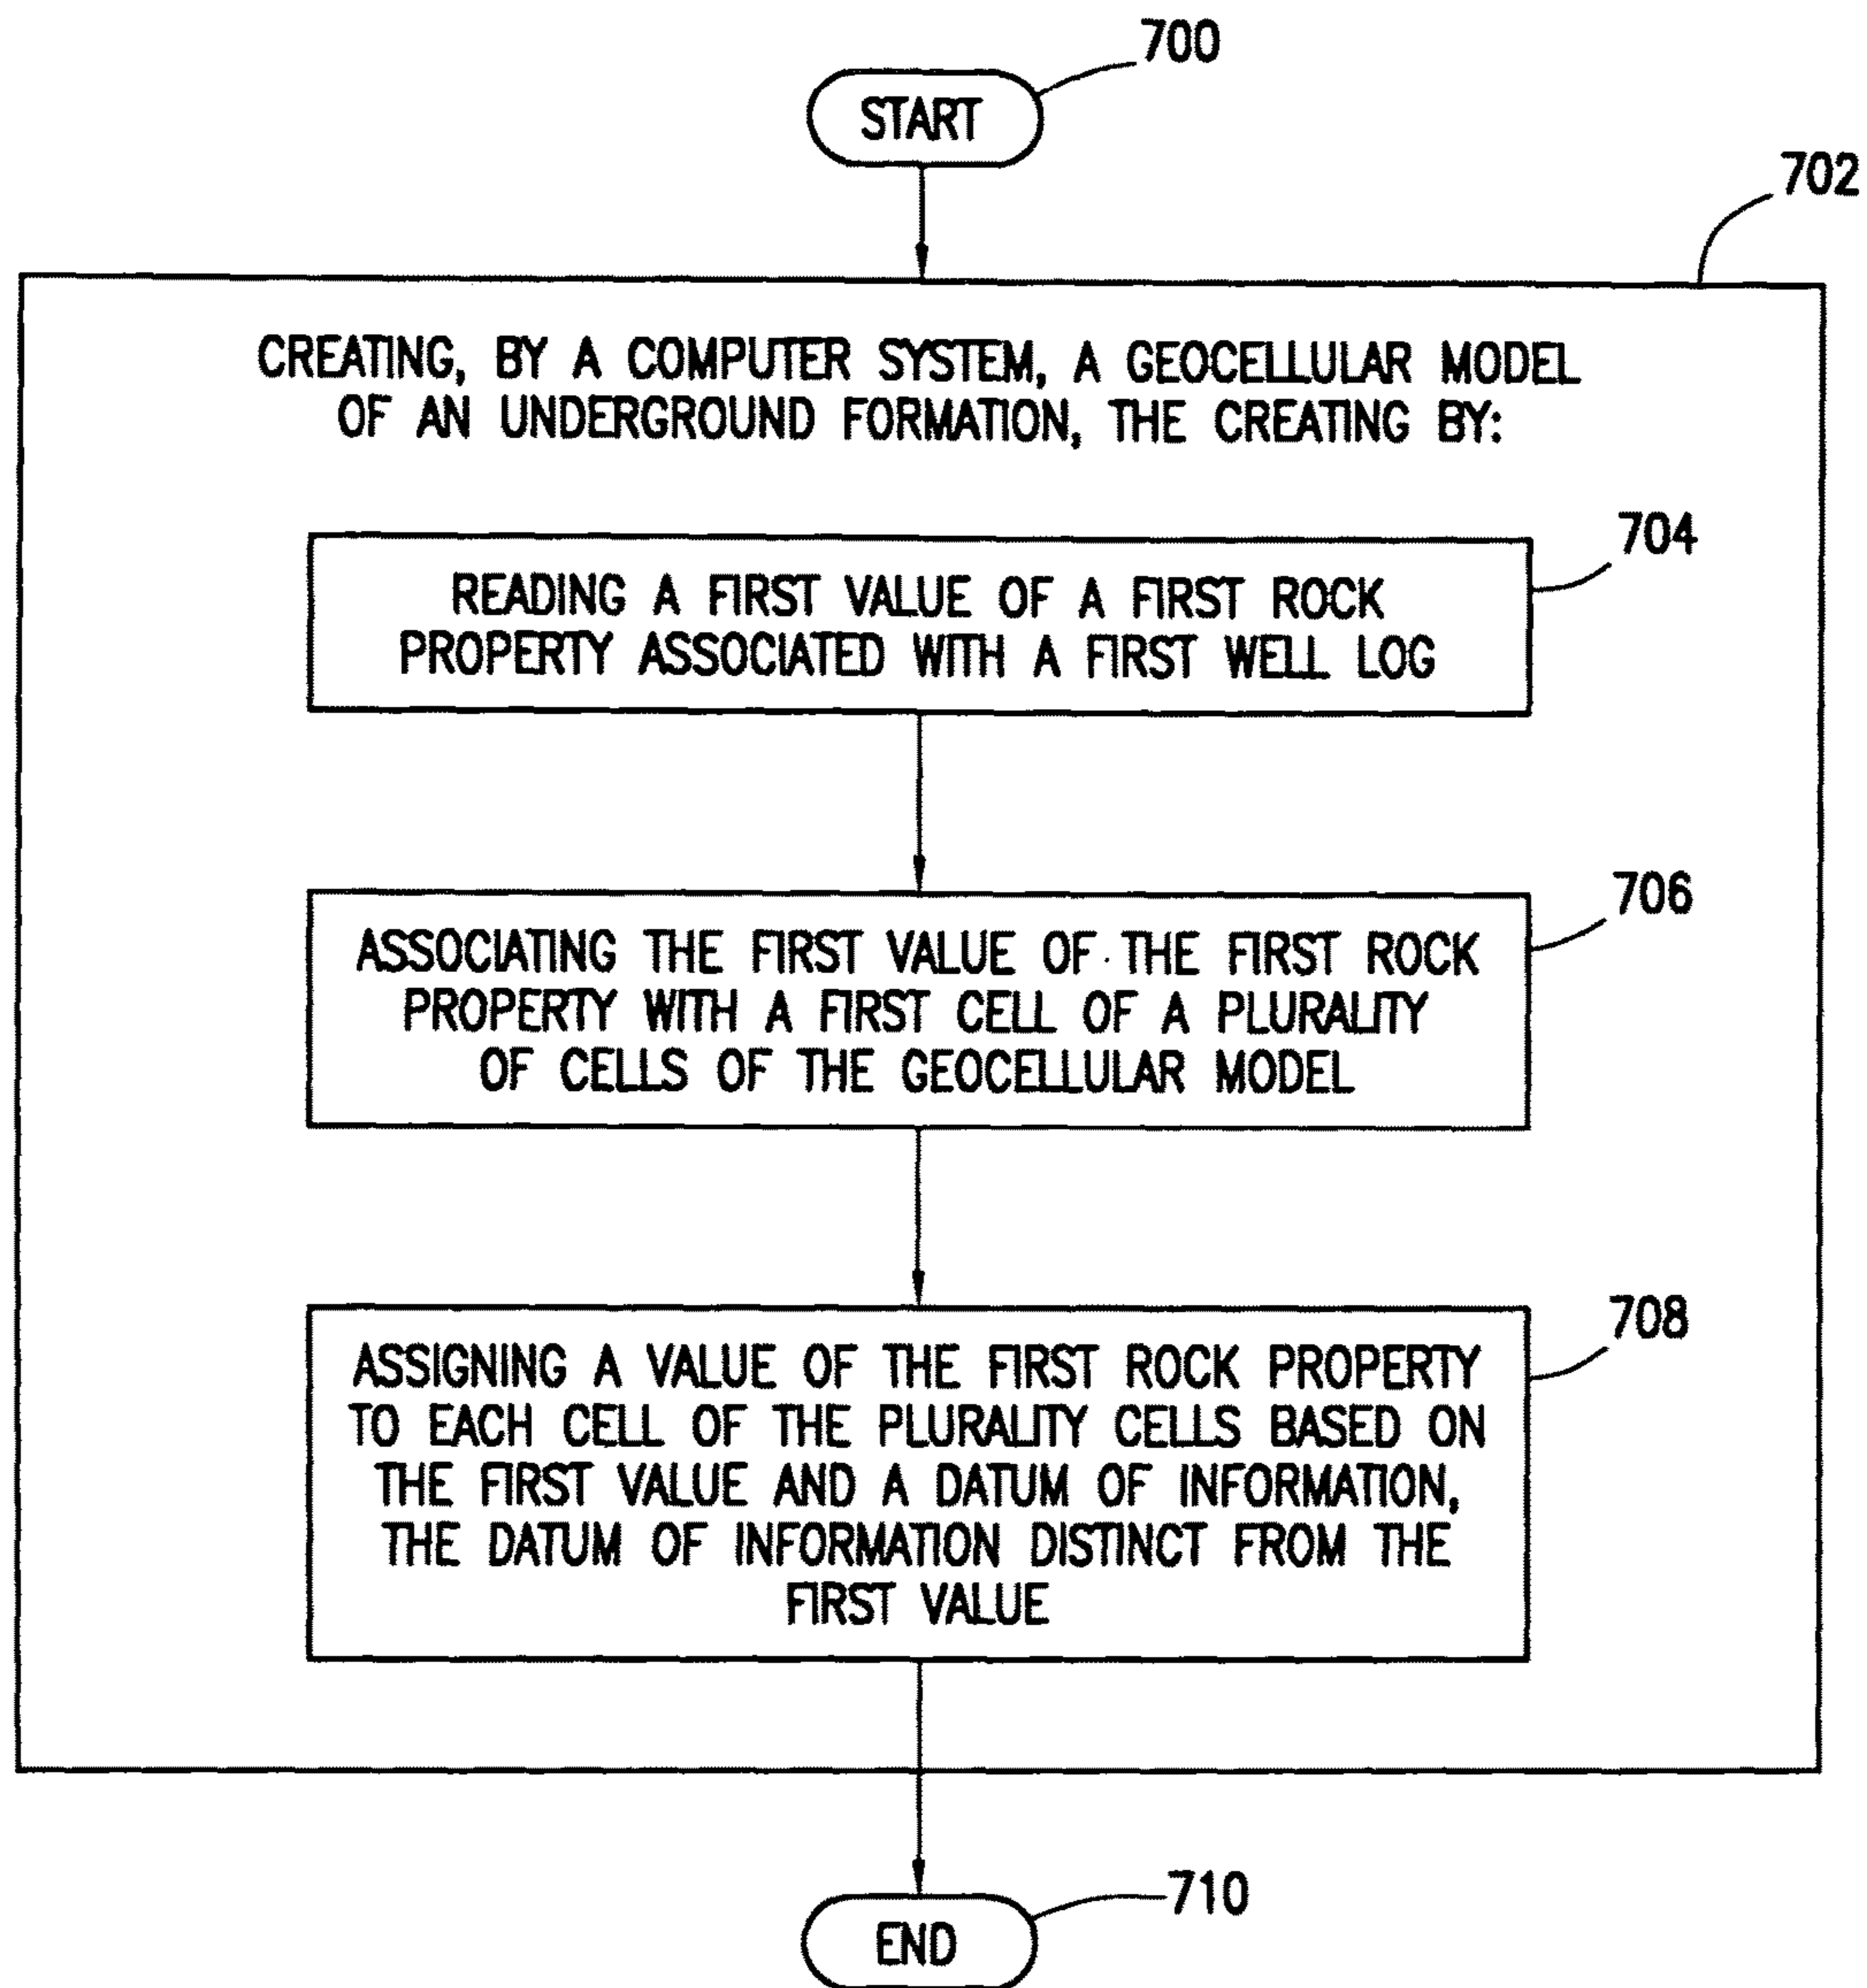 700
START
702
CREATING, BY A COMPUTER SYSTEM, A GEOCELLULAR MODEL
OF AN UNDERGROUND FORMATION, THE CREATING BY:
704
READING A FIRST VALUE OF A FIRST ROCK
PROPERTY ASSOCIATED WITH A FIRST WELL LOG
706
ASSOCIATING THE FIRST VALUE OF THE FIRST ROCK
PROPERTY WITH A FIRST CELL OF A PLURALITY
OF CELLS OF THE GEOCELLULAR MODEL
708
ASSIGNING A VALUE OF THE FIRST ROCK PROPERTY
TO EACH CELL OF THE PLURALITY CELLS BASED ON
THE FIRST VALUE AND A DATUM OF INFORMATION,
THE DATUM OF INFORMATION DISTINCT FROM THE
FIRST VALUE
710
END